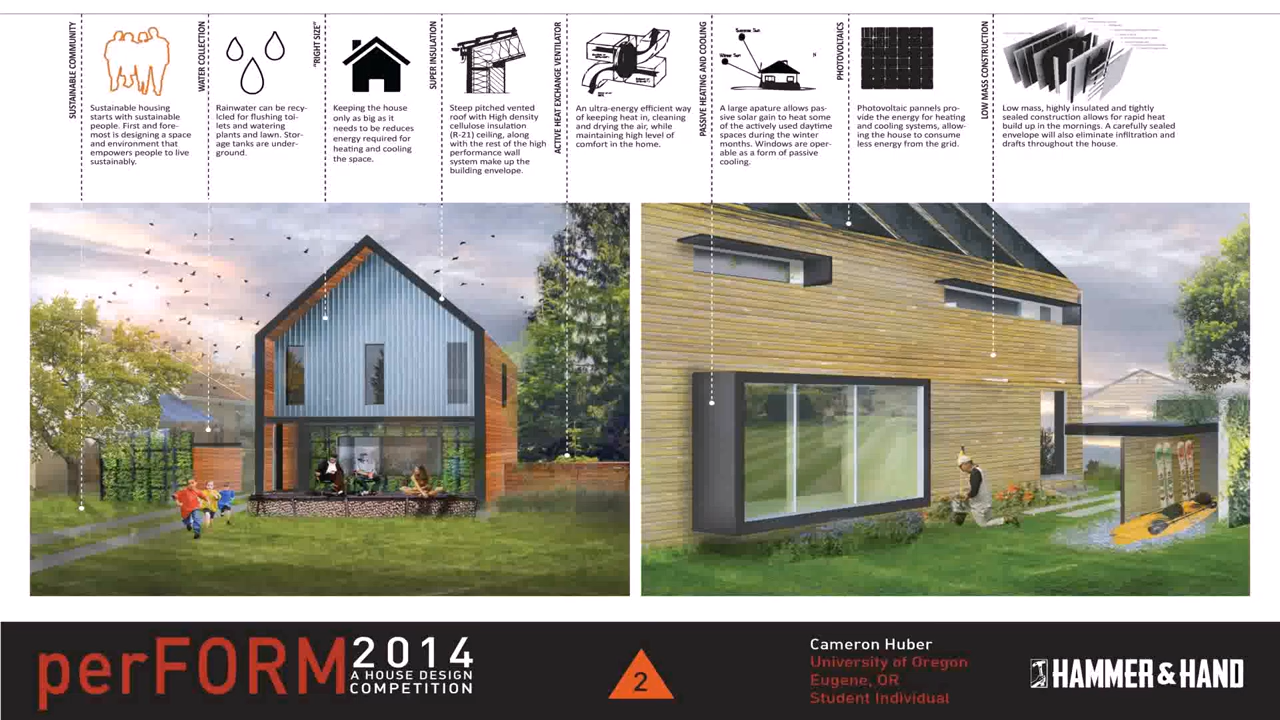 SUSTAINABLE COMMUNITY
Sustainable housing
starts with sustainable
people. First and fore-
most is designing a space
and environment that
empowers people to live
sustainably.
WATER COLLECTION
Rainwater can be recy-
lcled for flushing toi-
lets and watering
plants and lawn. Stor-
age tanks are under-
ground.
"RIGHT SIZE"
Keeping the house
only as big as it
needs to be reduces
energy required for
heating and cooling
the space.
SUPER INSULATION
Steep pitched vented
roof with High density
cellulose insulation
(R-21) ceiling, along
with the rest of the high
performance wall
system make up the
building envelope.
ACTIVE HEAT EXCHANGE VENTILATOR
An ultra-energy efficient way
of keeping heat in, cleaning
and drying the air, while
maintaining high level of
comfort in the home.
PASSIVE HEATING AND COOLING
Summer Sun
Winter Sun
A large apature allows pas-
sive solar gain to heat some
of the actively used daytime
spaces during the winter
months. Windows are oper-
able as a form of passive
cooling.
PHOTOVOLTAICS
Photovoltaic pannels pro-
vide the energy for heating
and cooling systems, allow-
ing the house to consume
less energy from the grid.
LOW MASS CONSTRUCTION
Low mass, highly insulated and tightly
sealed construction allows for rapid heat
build up in the mornings. A carefully sealed
envelope will also eliminate infiltration and
drafts throughout the house.
perFORM 2014
A HOUSE DESIGN
COMPETITION
2
Cameron Huber
University of Oregon
Eugene, OR
Student Individual
HAMMER & HAND